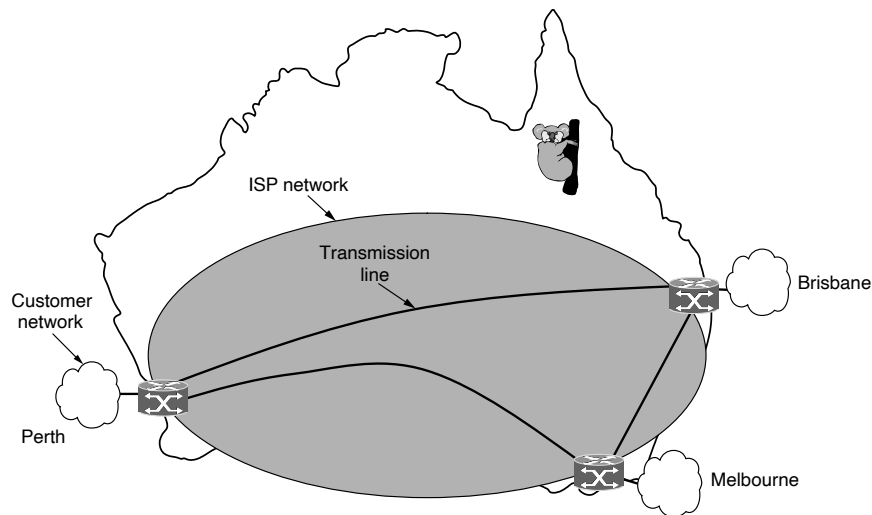 ISP network
Transmission
line
Customer
network
Brisbane
Perth
Melbourne